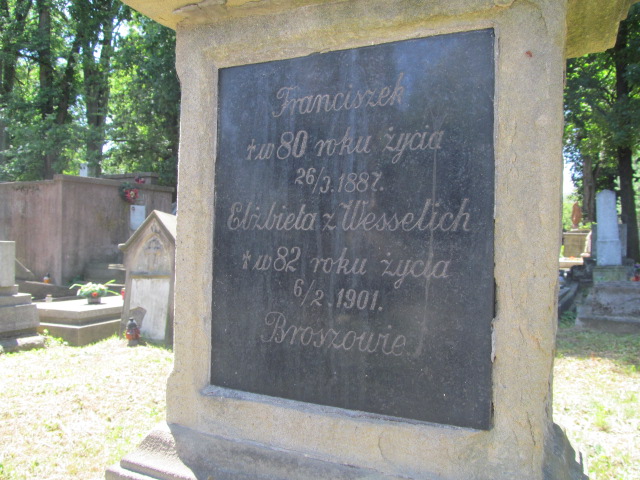 Franciszek
† w 80 roku życia
26/3. 1887.
Elżbieta z Wesselich
† w 82 roku życia
6/2. 1901.
Broszowie.